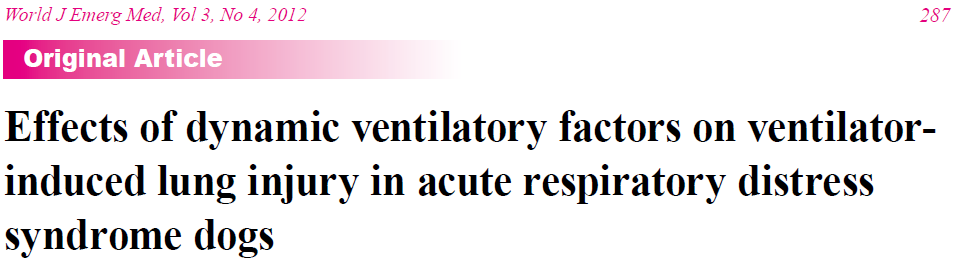 World J Emerg Med, Vol 3, No 4, 2012 287
Original Article
Effects of dynamic ventilatory factors on ventilator-
induced lung injury in acute respiratory distress
syndrome dogs